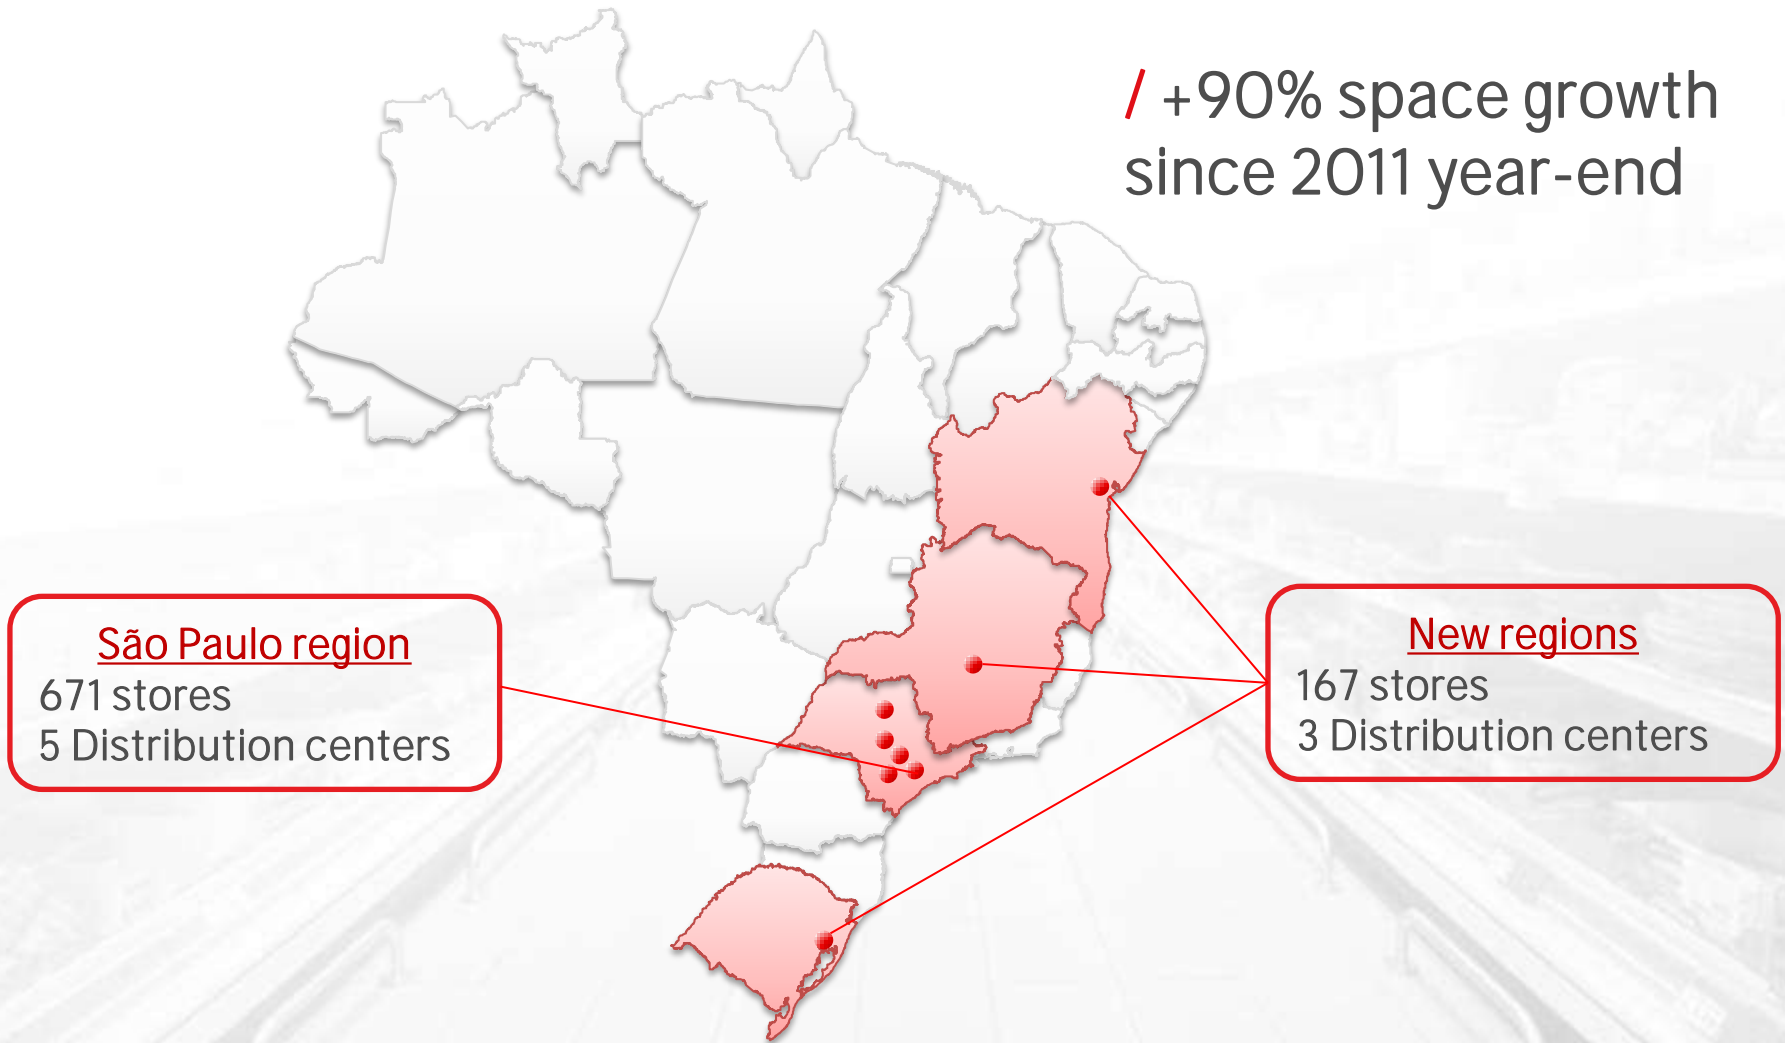 / +90% space growth
since 2011 year-end
São Paulo region
671 stores
5 Distribution centers
New regions
167 stores
3 Distribution centers